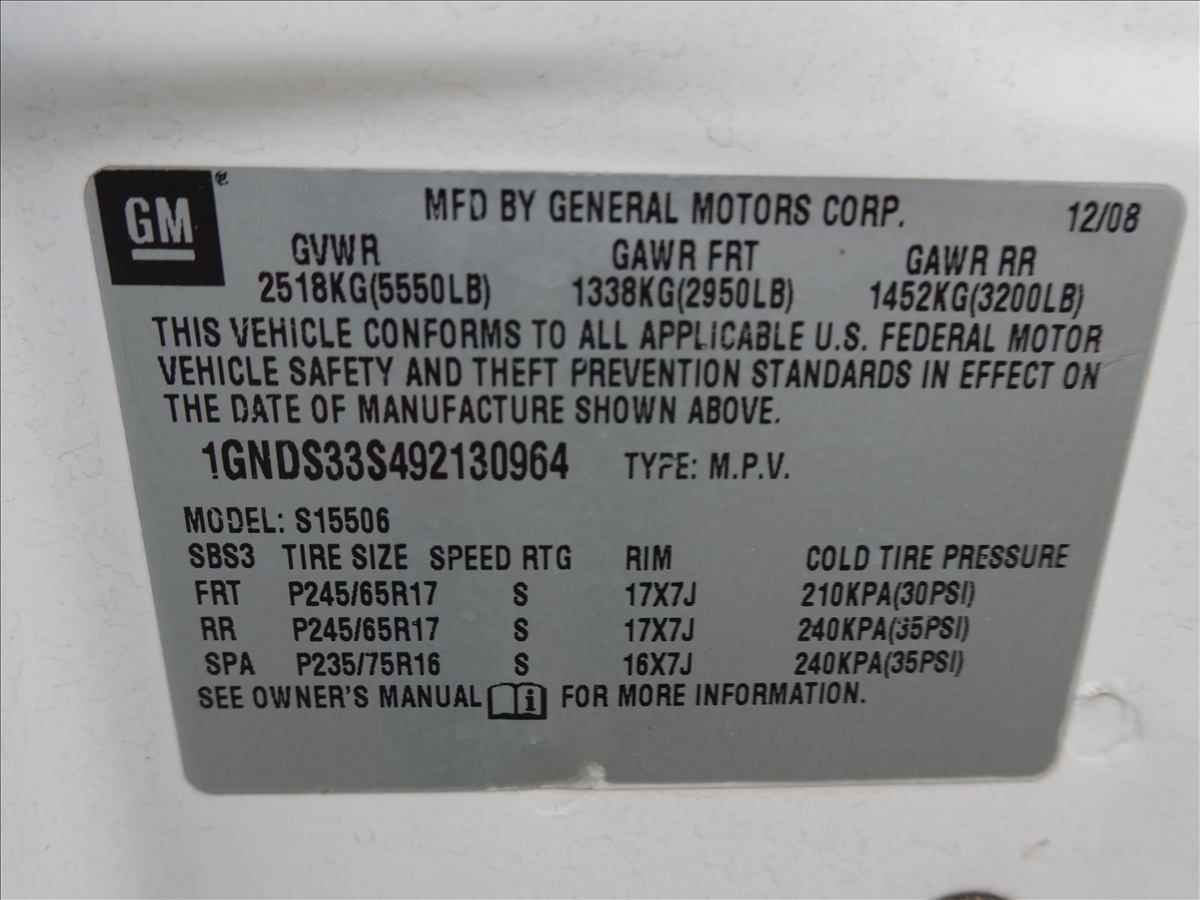 GM®
MFD BY GENERAL MOTORS CORP. 12/08
GVWR GAWR FRT GAWR RR
2518KG(5550LB) 1338KG(2950LB) 1452KG(3200LB)
THIS VEHICLE CONFORMS TO ALL APPLICABLE U.S. FEDERAL MOTOR
VEHICLE SAFETY AND THEFT PREVENTION STANDARDS IN EFFECT ON
THE DATE OF MANUFACTURE SHOWN ABOVE.
1GNDS33S492130964 TYPE: M.P.V.
MODEL: S15506
SBS3 TIRE SIZE SPEED RTG RIM COLD TIRE PRESSURE
FRT P245/65R17 S 17X7J 210KPA(30PSI)
RR P245/65R17 S 17X7J 240KPA(35PSI)
SPA P235/75R16 S 16X7J 240KPA(35PSI)
SEE OWNER'S MANUAL i FOR MORE INFORMATION.